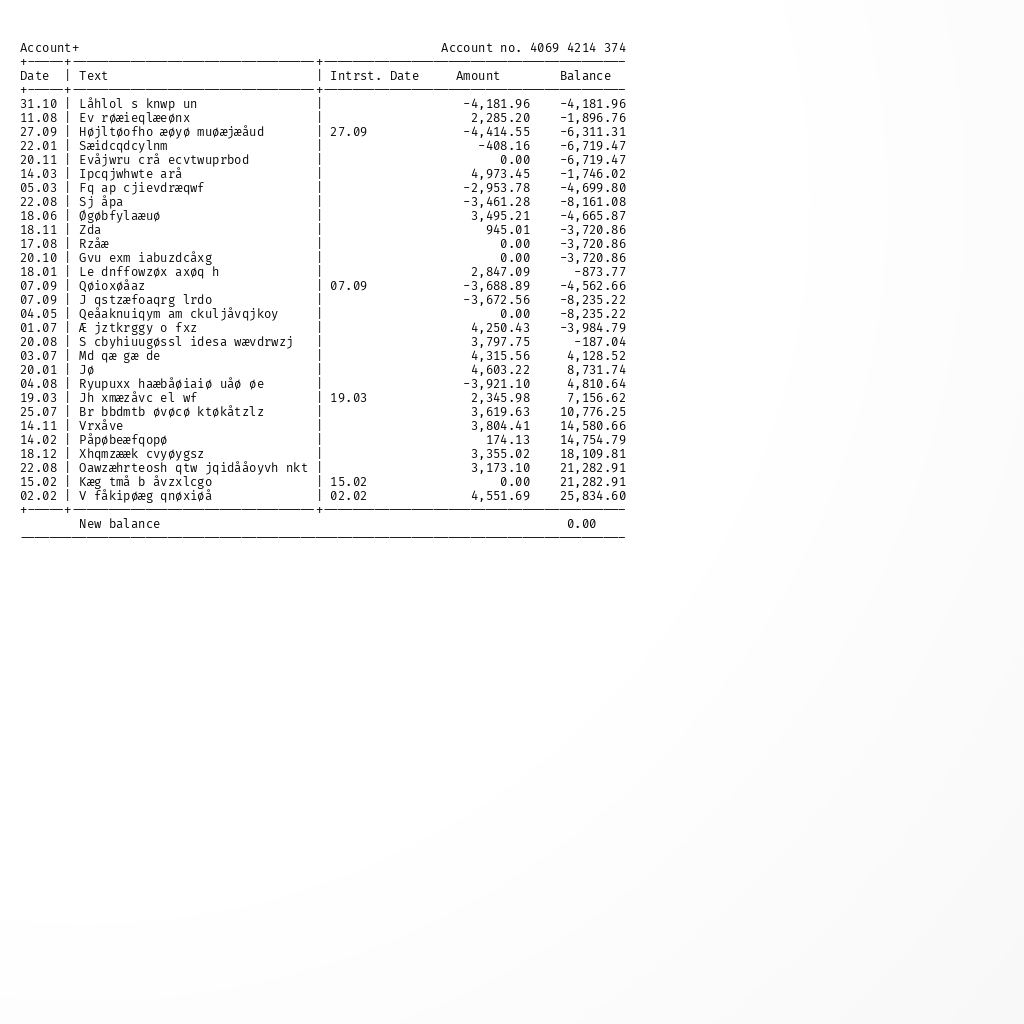 Account+                                                 Account no. 4069 4214 374
+-----+---------------------------------+-----------------------------------------
Date  | Text                            | Intrst. Date     Amount        Balance
+-----+---------------------------------+-----------------------------------------
31.10 | Låhlol s knwp un                |                   -4,181.96    -4,181.96
11.08 | Ev røæieqlæeønx                 |                    2,285.20    -1,896.76
27.09 | Højltøofho æøyø muøæjæåud       | 27.09             -4,414.55    -6,311.31
22.01 | Sæidcqdcylnm                    |                     -408.16    -6,719.47
20.11 | Evåjwru crå ecvtwuprbod         |                        0.00    -6,719.47
14.03 | Ipcqjwhwte arå                  |                    4,973.45    -1,746.02
05.03 | Fq ap cjievdræqwf               |                   -2,953.78    -4,699.80
22.08 | Sj åpa                          |                   -3,461.28    -8,161.08
18.06 | Øgøbfylaæuø                     |                    3,495.21    -4,665.87
18.11 | Zda                             |                      945.01    -3,720.86
17.08 | Rzåæ                            |                        0.00    -3,720.86
20.10 | Gvu exm iabuzdcåxg              |                        0.00    -3,720.86
18.01 | Le dnffowzøx axøq h             |                    2,847.09      -873.77
07.09 | Qøioxøåaz                       | 07.09             -3,688.89    -4,562.66
07.09 | J qstzæfoaqrg lrdo              |                   -3,672.56    -8,235.22
04.05 | Qeåaknuiqym am ckuljåvqjkoy     |                        0.00    -8,235.22
01.07 | Æ jztkrggy o fxz                |                    4,250.43    -3,984.79
20.08 | S cbyhiuugøssl idesa wævdrwzj   |                    3,797.75      -187.04
03.07 | Md qæ gæ de                     |                    4,315.56     4,128.52
20.01 | Jø                              |                    4,603.22     8,731.74
04.08 | Ryupuxx haæbåøiaiø uåø øe       |                   -3,921.10     4,810.64
19.03 | Jh xmæzåvc el wf                | 19.03              2,345.98     7,156.62
25.07 | Br bbdmtb øvøcø ktøkåtzlz       |                    3,619.63    10,776.25
14.11 | Vrxåve                          |                    3,804.41    14,580.66
14.02 | Påpøbeæfqopø                    |                      174.13    14,754.79
18.12 | Xhqmzææk cvyøygsz               |                    3,355.02    18,109.81
22.08 | Oawzæhrteosh qtw jqidååoyvh nkt |                    3,173.10    21,282.91
15.02 | Kæg tmå b åvzxlcgo              | 15.02                  0.00    21,282.91
02.02 | V fåkipøæg qnøxiøå              | 02.02              4,551.69    25,834.60
+-----+---------------------------------+-----------------------------------------
        New balance                                                       0.00
----------------------------------------------------------------------------------